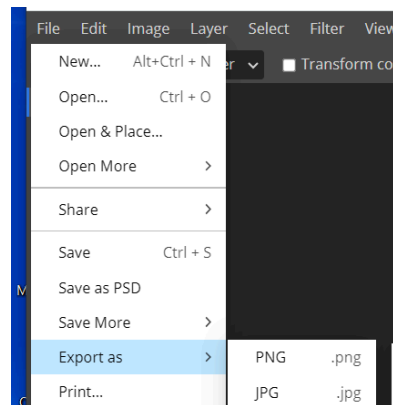 File Edit Image Layer Select Filter View
New... Alt+Ctrl + N
Transform co
Open... Ctrl + O
Open & Place...
Open More
Share
Save Ctrl + S
Save as PSD
Save More
Export as
PNG .png
Print...
JPG .jpg